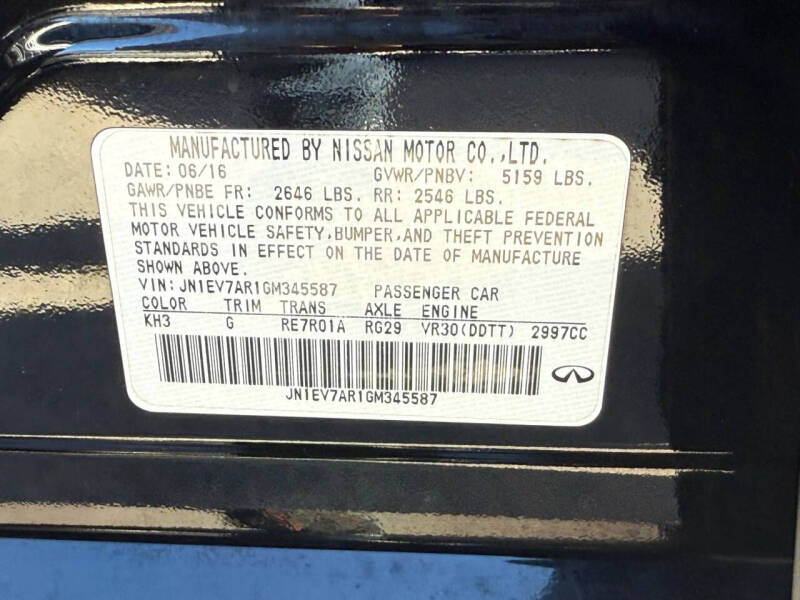 MANUFACTURED BY NISSAN MOTOR CO.,LTD.
DATE: 06/16 GVWR/PNBV: 5159 LBS.
GAWR/PNBE FR: 2646 LBS. RR: 2546 LBS.
THIS VEHICLE CONFORMS TO ALL APPLICABLE FEDERAL
MOTOR VEHICLE SAFETY,BUMPER,AND THEFT PREVENTION
STANDARDS IN EFFECT ON THE DATE OF MANUFACTURE
SHOWN ABOVE.
VIN: JN1EV7AR1GM345587 PASSENGER CAR
COLOR TRIM TRANS AXLE ENGINE
KH3 G RE7R01A RG29 VR30(DDTT) 2997CC
JN1EV7AR1GM345587